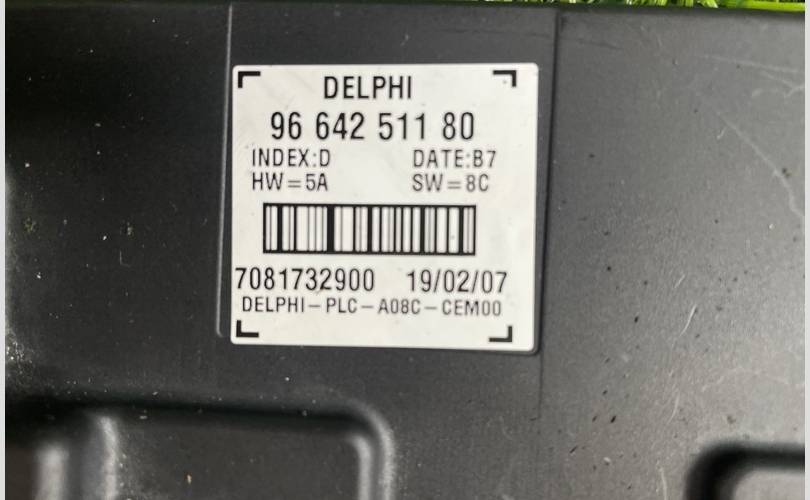 DELPHI
96 642 511 80
INDEX:D DATE:B7
HW=5A SW=8C
7081732900 19/02/07
DELPHI-PLC-A08C-CEM00